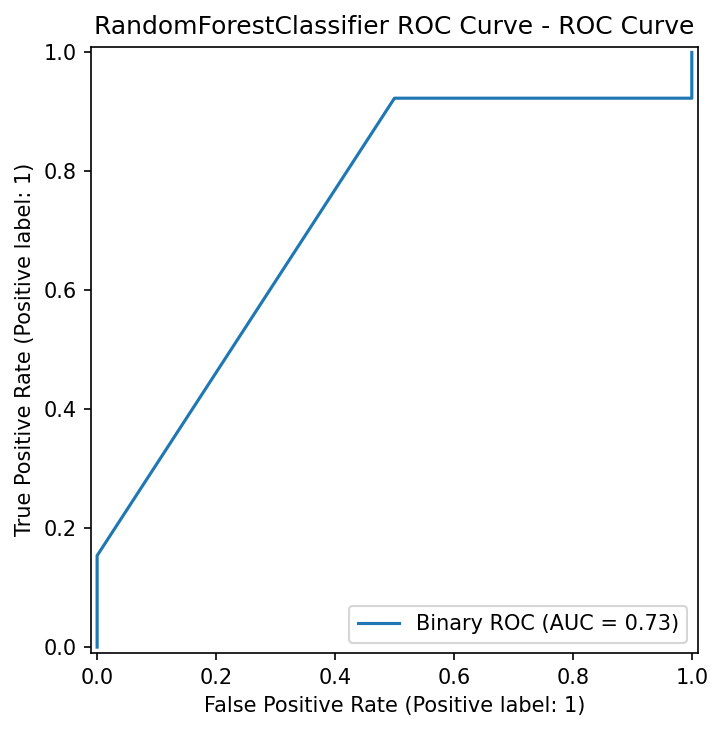 RandomForestClassifier ROC Curve - ROC Curve
1.0
0.8
0.6
0.4
0.2
0.0
True Positive Rate (Positive label: 1)
Binary ROC (AUC = 0.73)
0.0 0.2 0.4 0.6 0.8 1.0
False Positive Rate (Positive label: 1)